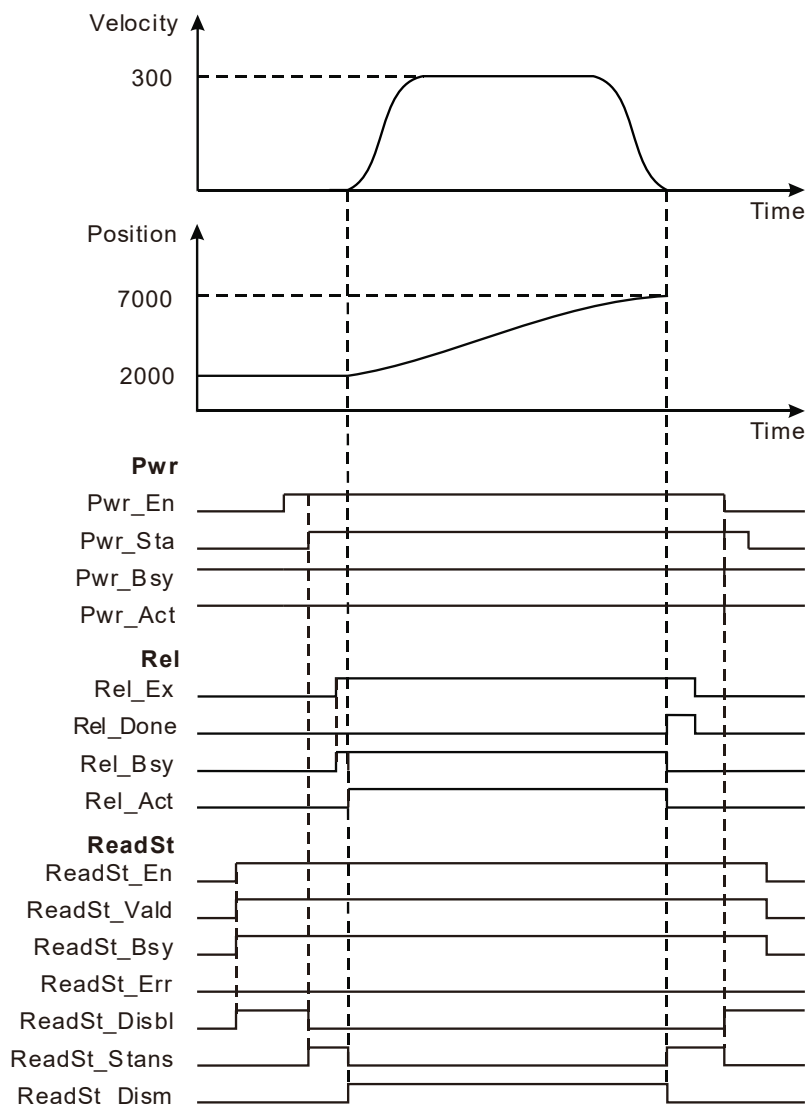 Velocity
300
Time
Position
7000
2000
Time
Pwr
Pwr_En
Pwr_Sta
Pwr_Bsy
Pwr_Act
Rel
Rel_Ex
Rel_Done
Rel_Bsy
Rel_Act
ReadSt
ReadSt_En
ReadSt_Vald
ReadSt_Bsy
ReadSt_Err
ReadSt_Disbl
ReadSt_Stans
ReadSt_Dism